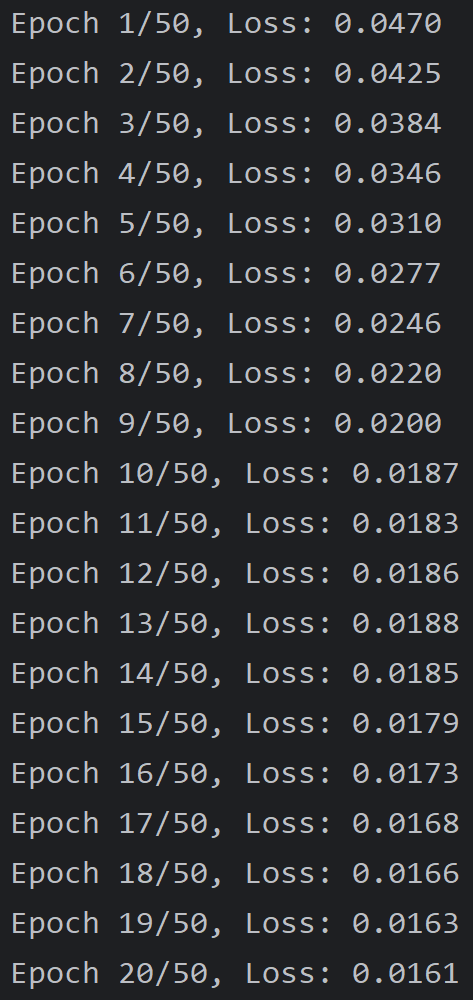 Epoch 1/50, Loss: 0.0470
Epoch 2/50, Loss: 0.0425
Epoch 3/50, Loss: 0.0384
Epoch 4/50, Loss: 0.0346
Epoch 5/50, Loss: 0.0310
Epoch 6/50, Loss: 0.0277
Epoch 7/50, Loss: 0.0246
Epoch 8/50, Loss: 0.0220
Epoch 9/50, Loss: 0.0200
Epoch 10/50, Loss: 0.0187
Epoch 11/50, Loss: 0.0183
Epoch 12/50, Loss: 0.0186
Epoch 13/50, Loss: 0.0188
Epoch 14/50, Loss: 0.0185
Epoch 15/50, Loss: 0.0179
Epoch 16/50, Loss: 0.0173
Epoch 17/50, Loss: 0.0168
Epoch 18/50, Loss: 0.0166
Epoch 19/50, Loss: 0.0163
Epoch 20/50, Loss: 0.0161